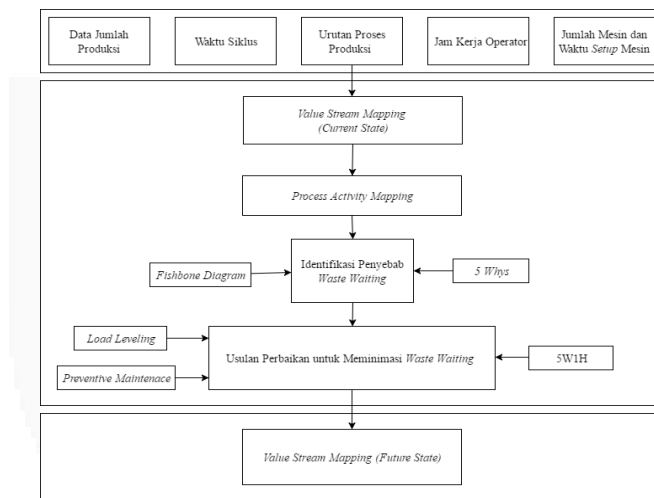 Data Jumlah
Produksi
Waktu Siklus
Urutan Proses
Produksi
Jam Kerja Operator
Jumlah Mesin dan
Waktu Setup Mesin
Value Stream Mapping
(Current State)
Process Activity Mapping
Identifikasi Penyebab
Waste Waiting
Fishbone Diagram
5 Whys
Load Leveling
Usulan Perbaikan untuk Meminimasi Waste Waiting
5W1H
Preventive Maintenace
Value Stream Mapping (Future State)